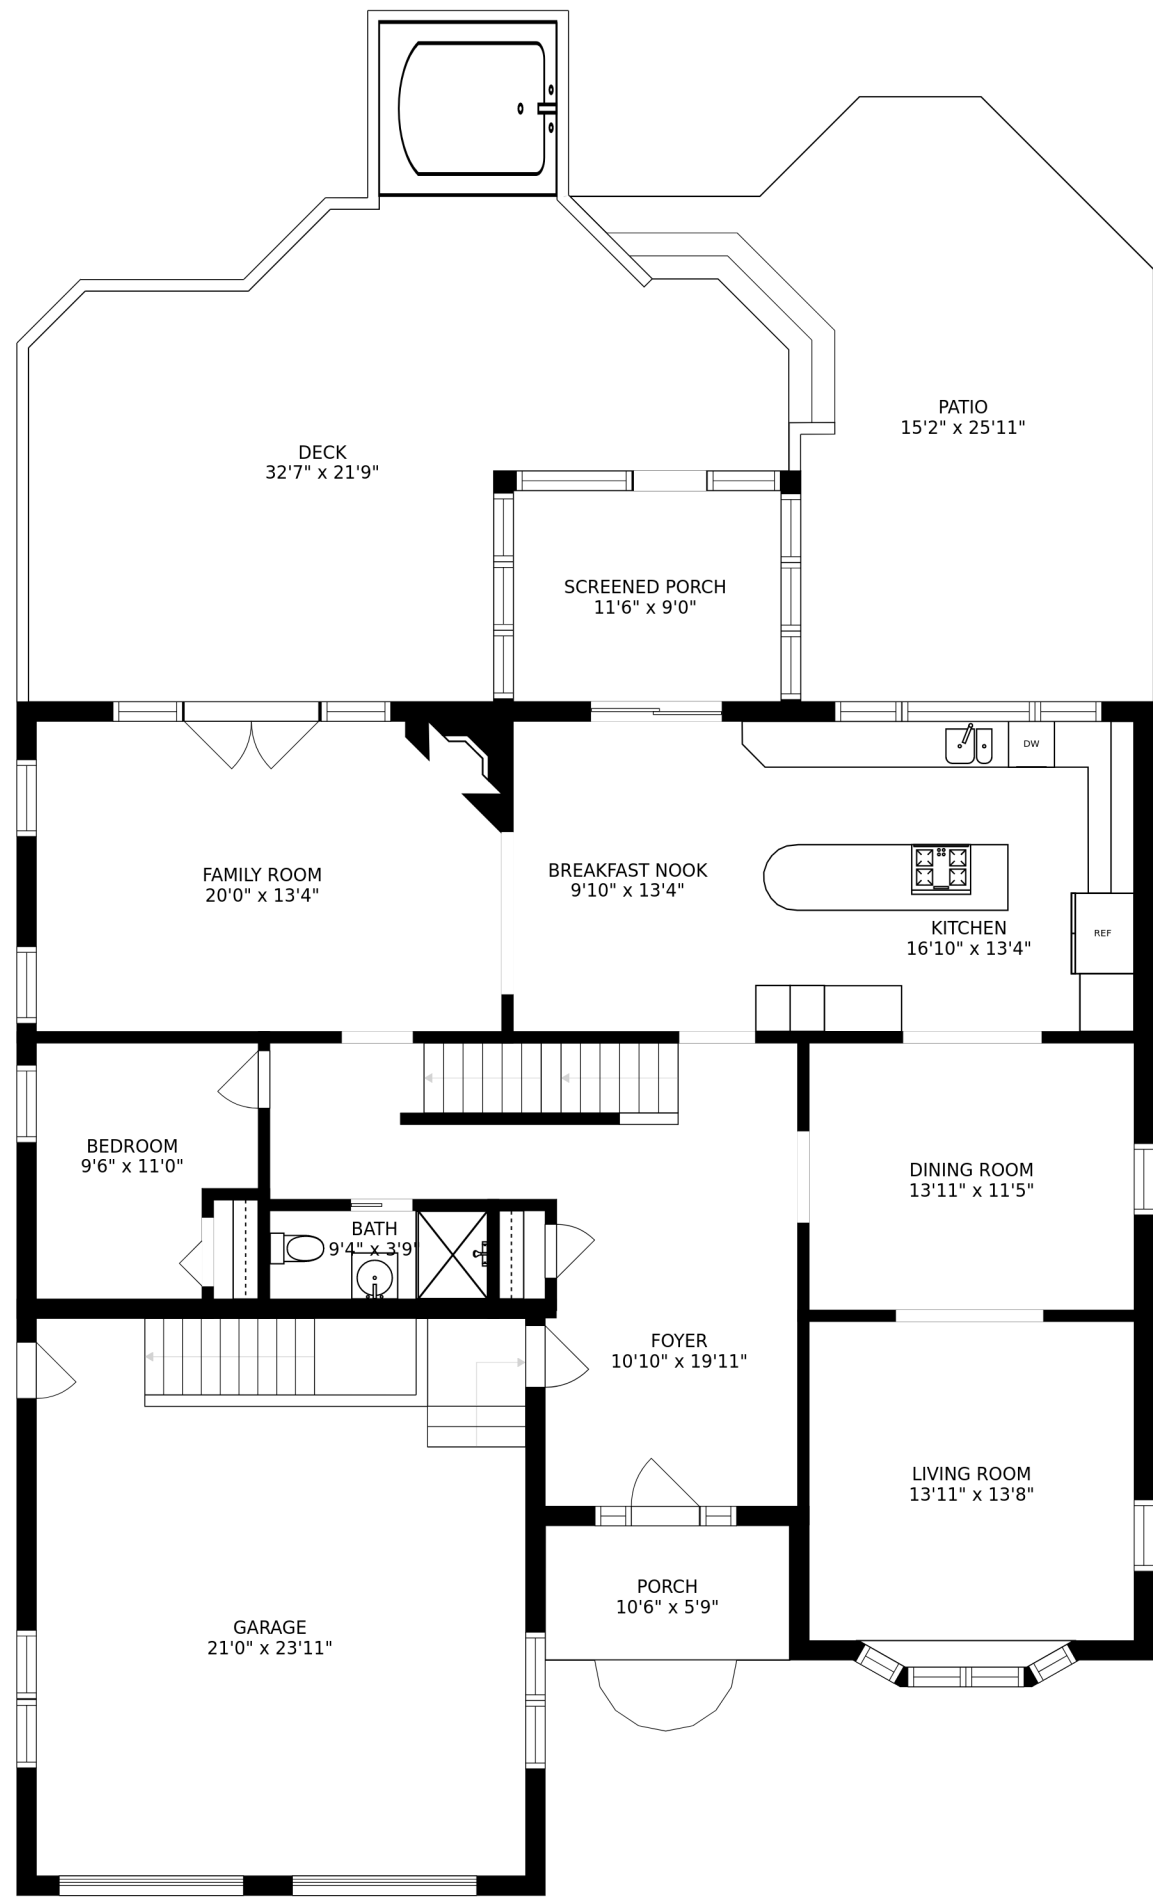 PATIO
15'2" x 25'11"
DECK
32'7" x 21'9"
SCREENED PORCH
11'6" x 9'0"
DW
FAMILY ROOM
20'0" x 13'4"
BREAKFAST NOOK
9'10" x 13'4"
KITCHEN
16'10" x 13'4"
REF
BEDROOM
9'6" x 11'0"
DINING ROOM
13'11" x 11'5"
BATH
9'4" x 3'9"
FOYER
10'10" x 19'11"
LIVING ROOM
13'11" x 13'8"
PORCH
10'6" x 5'9"
GARAGE
21'0" x 23'11"